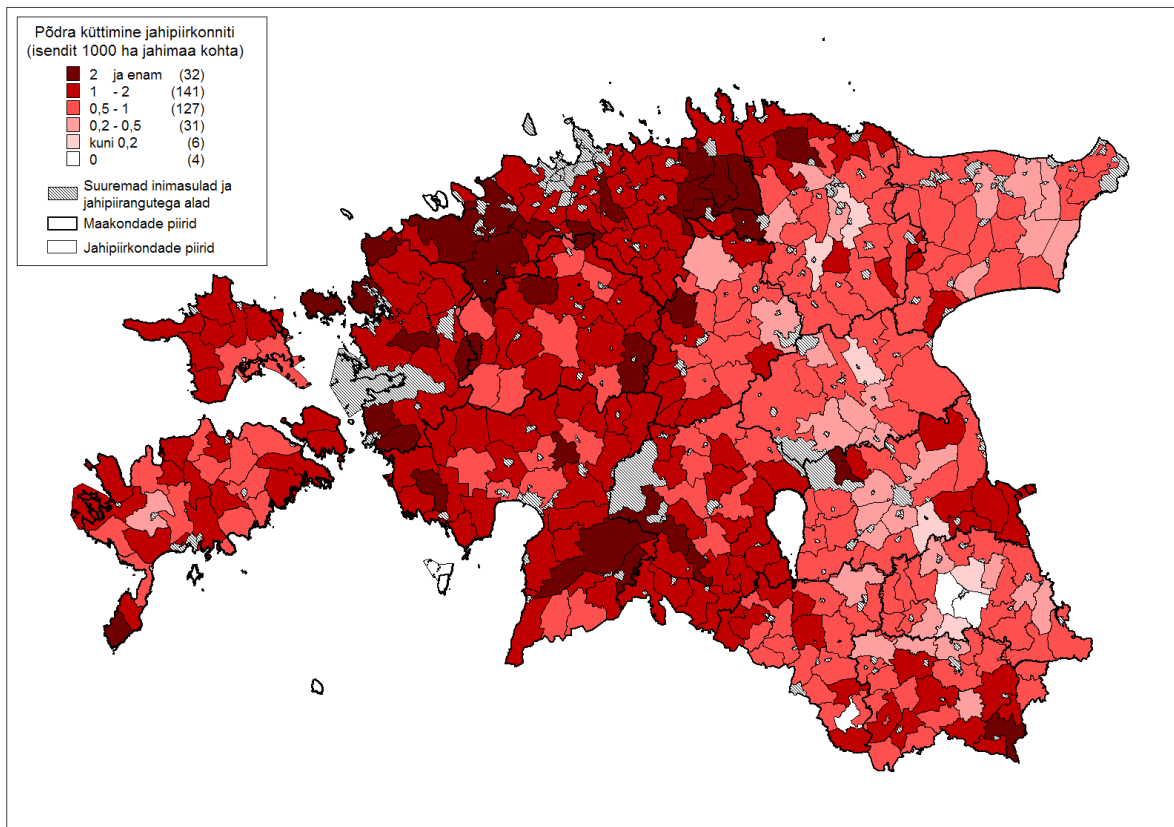 Põdra küttimine jahipiirkonniti
(isendit 1000 ha jahimaa kohta)
2 ja enam (32)
1 - 2 (141)
0,5 - 1 (127)
0,2 - 0,5 (31)
kuni 0,2 (6)
0 (4)
Suuremad inimasulad ja
jahipiirangutega alad
Maakondade piirid
Jahipiirkondade piirid